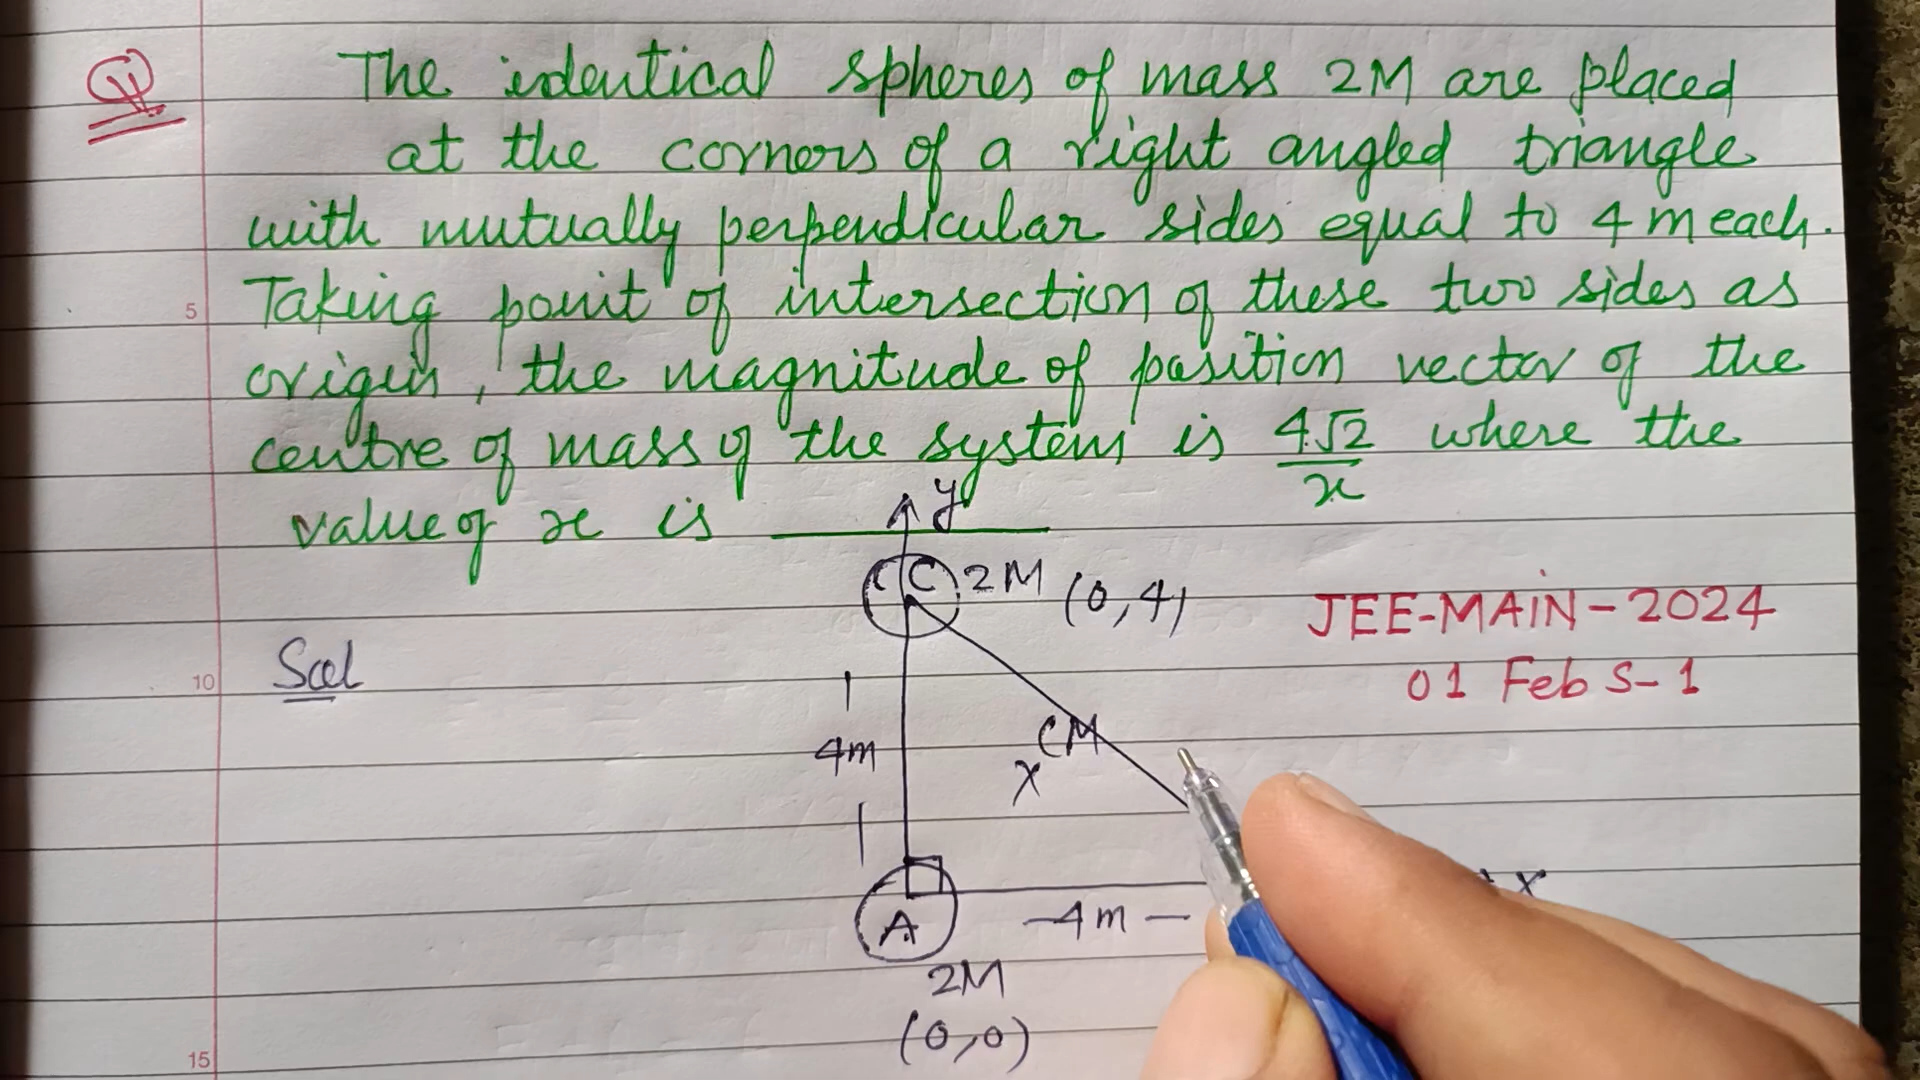 Q
The identical spheres of mass 2M are placed
at the corners of a right angled triangle
with mutually perpendicular sides equal to 4 m each.
Taking point of intersection of these two sides as
origin, the magnitude of position vector of the
centre of mass of the system is 4√2/x where the
value of x is ______
y
C 2M (0,4)
JEE-MAIN-2024
01 Feb S-1
Sol
4m
CM
x
x
A
4m
2M
(0,0)
5
10
15